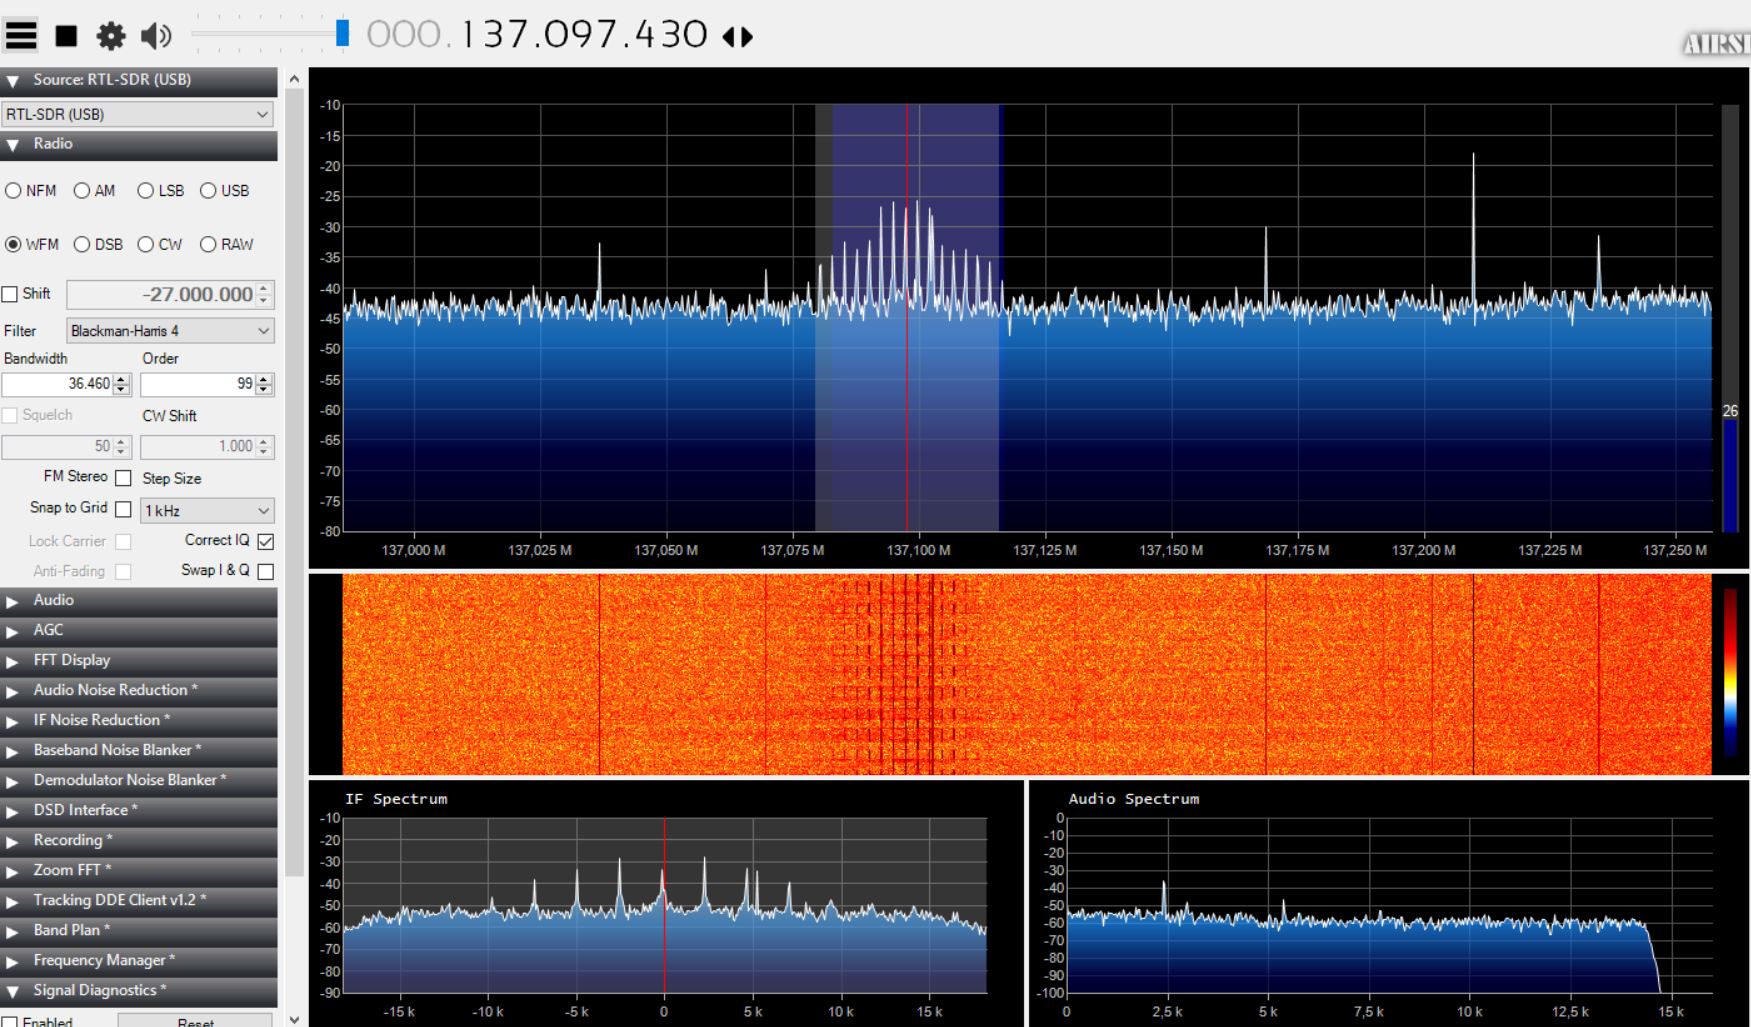 000.137.097.430
Source: RTL-SDR (USB)
RTL-SDR (USB)
Radio
NFM AM LSB USB
WFM DSB CW RAW
Shift -27.000.000
Filter Blackman-Harris 4
Bandwidth Order
36.460 99
Squelch CW Shift
50 1.000
FM Stereo Step Size
Snap to Grid 1 kHz
Lock Carrier Correct IQ
Anti-Fading Swap I & Q
Audio
AGC
FFT Display
Audio Noise Reduction *
IF Noise Reduction *
Baseband Noise Blanker *
Demodulator Noise Blanker *
DSD Interface *
Recording *
Zoom FFT *
Tracking DDE Client v1.2 *
Band Plan *
Frequency Manager *
Signal Diagnostics *
Enabled Reset
-10
-15
-20
-25
-30
-35
-40
-45
-50
-55
-60
-65
-70
-75
-80
137,000 M 137,025 M 137,050 M 137,075 M 137,100 M 137,125 M 137,150 M 137,175 M 137,200 M 137,225 M 137,250 M
26
IF Spectrum
-10
-20
-30
-40
-50
-60
-70
-80
-90
-15 k -10 k -5 k 0 5 k 10 k 15 k
Audio Spectrum
0
-10
-20
-30
-40
-50
-60
-70
-80
-90
-100
0 2,5 k 5 k 7,5 k 10 k 12,5 k 15 k